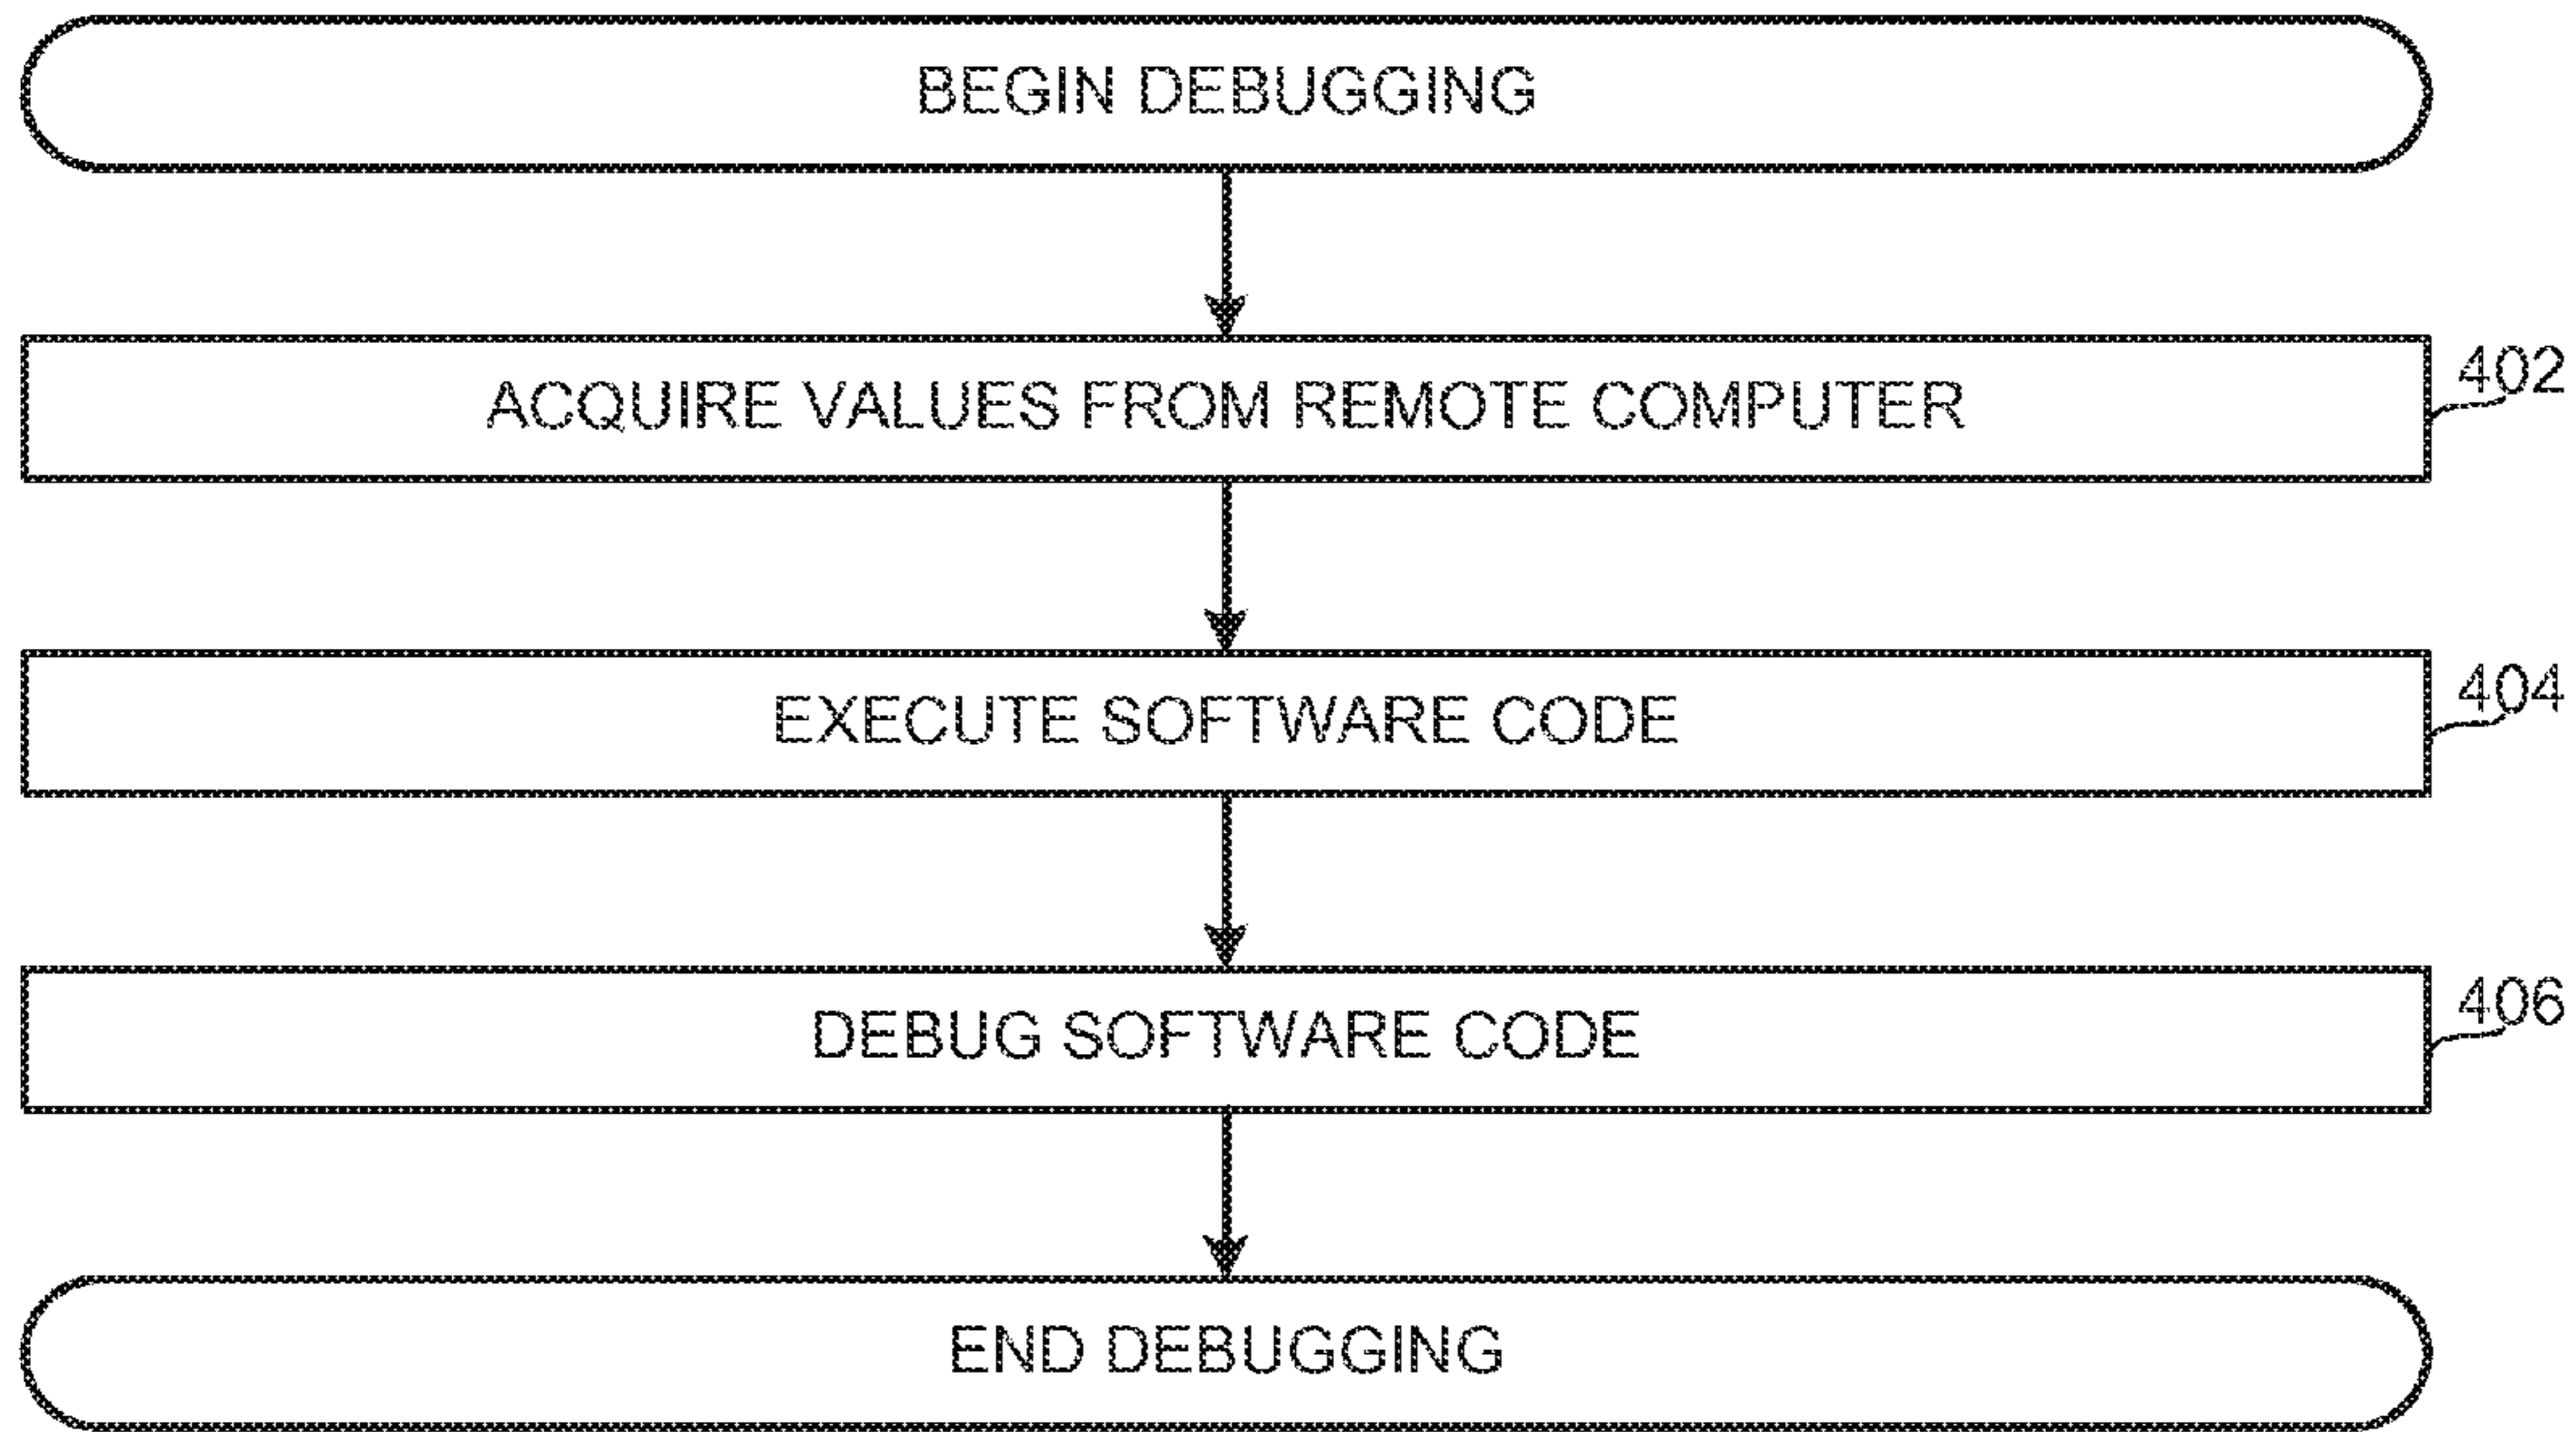 BEGIN DEBUGGING
ACQUIRE VALUES FROM REMOTE COMPUTER
402
EXECUTE SOFTWARE CODE
404
DEBUG SOFTWARE CODE
406
END DEBUGGING